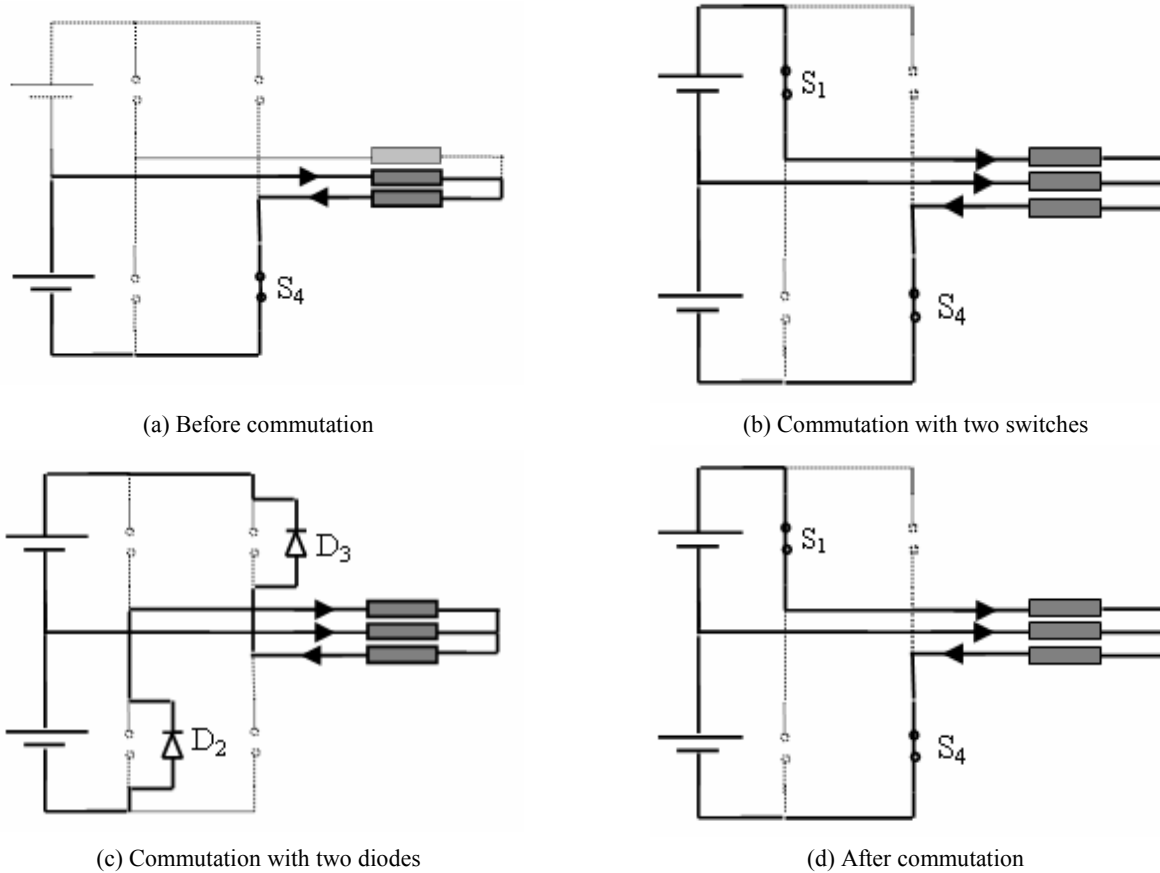 S1
S4
S4
(a) Before commutation
(b) Commutation with two switches
D3
D2
S1
S4
(c) Commutation with two diodes
(d) After commutation